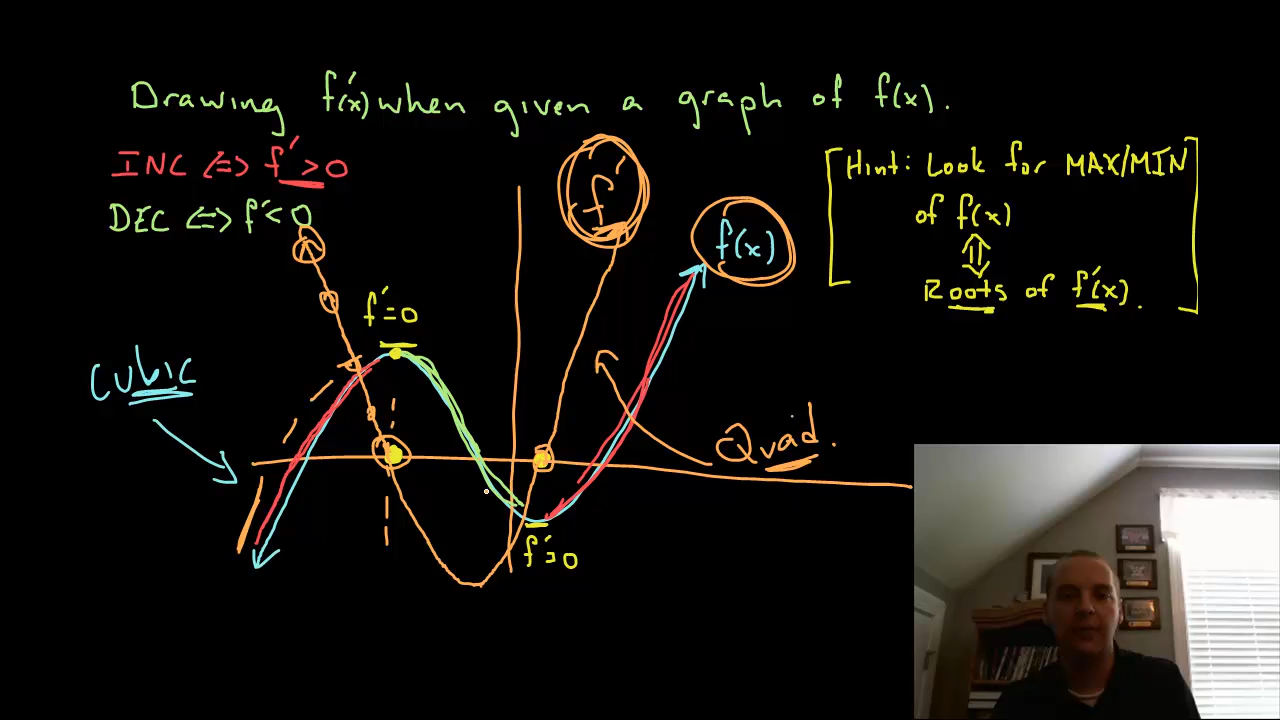 Drawing f'(x) when given a graph of f(x).
INC <=> f' > 0
DEC <=> f' < 0
[Hint: Look for MAX/MIN
of f(x)
⇕
Roots of f'(x).]
f'
f(x)
f'=0
Cubic
Quad.
f'=0